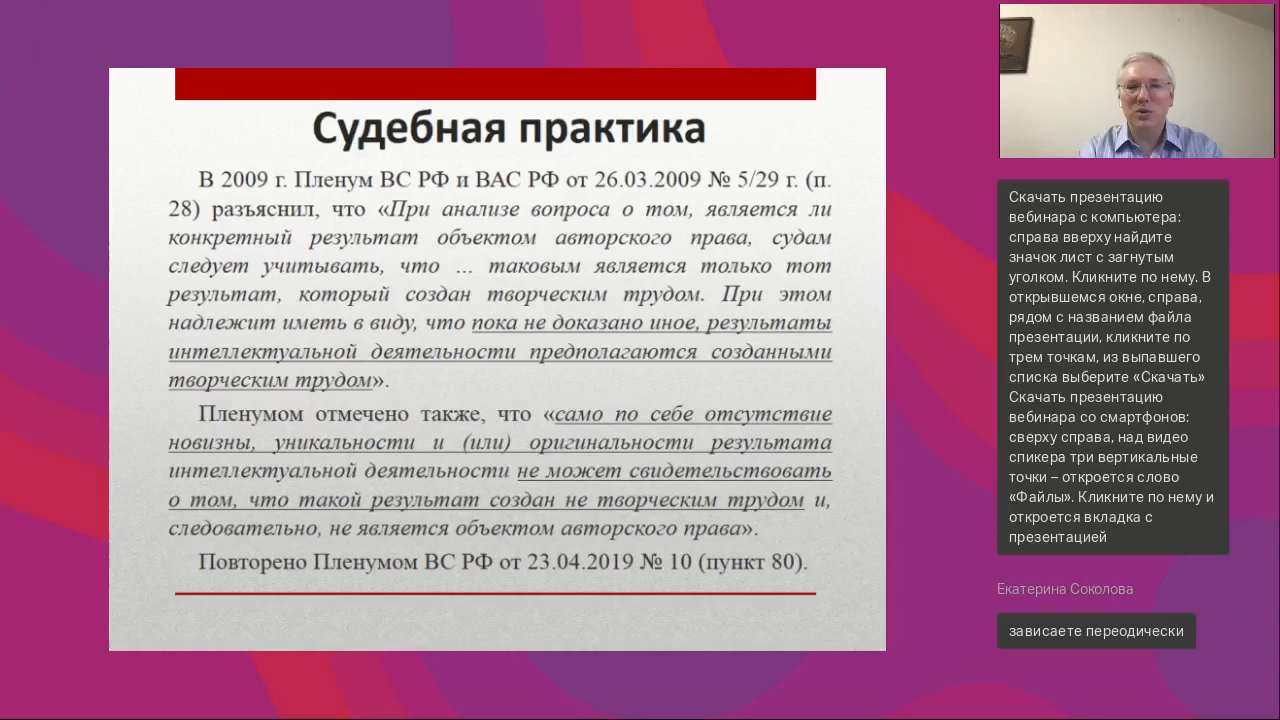 Судебная практика
В 2009 г. Пленум ВС РФ и ВАС РФ от 26.03.2009 № 5/29 г. (п.
28) разъяснил, что «При анализе вопроса о том, является ли
конкретный результат объектом авторского права, судам
следует учитывать, что ... таковым является только тот
результат, который создан творческим трудом. При этом
надлежит иметь в виду, что пока не доказано иное, результаты
интеллектуальной деятельности предполагаются созданными
творческим трудом».
Пленумом отмечено также, что «само по себе отсутствие
новизны, уникальности и (или) оригинальности результата
интеллектуальной деятельности не может свидетельствовать
о том, что такой результат создан не творческим трудом и,
следовательно, не является объектом авторского права».
Повторено Пленумом ВС РФ от 23.04.2019 № 10 (пункт 80).
Скачать презентацию
вебинара с компьютера:
справа вверху найдите
значок лист с загнутым
уголком. Кликните по нему. В
открывшемся окне, справа,
рядом с названием файла
презентации, кликните по
трем точкам, из выпавшего
списка выберите «Скачать»
Скачать презентацию
вебинара со смартфонов:
сверху справа, над видео
спикера три вертикальные
точки – откроется слово
«Файлы». Кликните по нему и
откроется вкладка с
презентацией
Екатерина Соколова
зависаете переодически